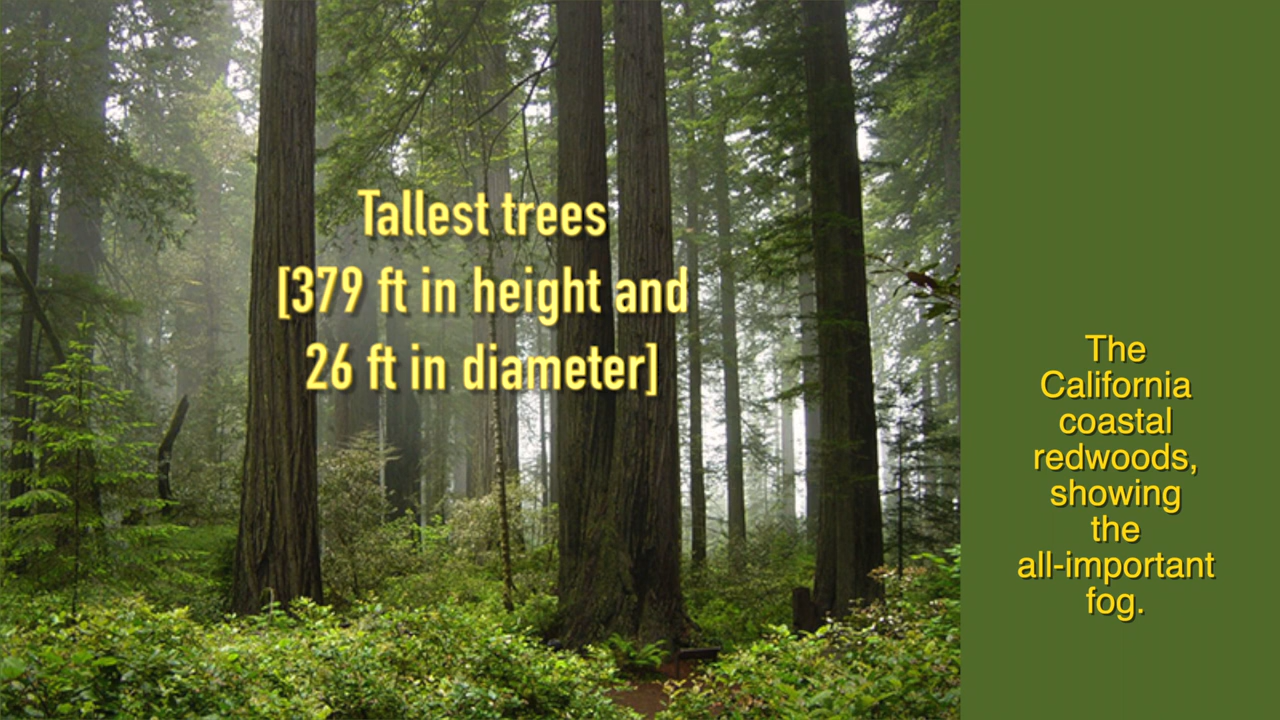 Tallest trees
[379 ft in height and
26 ft in diameter]
The
California
coastal
redwoods,
showing
the
all-important
fog.